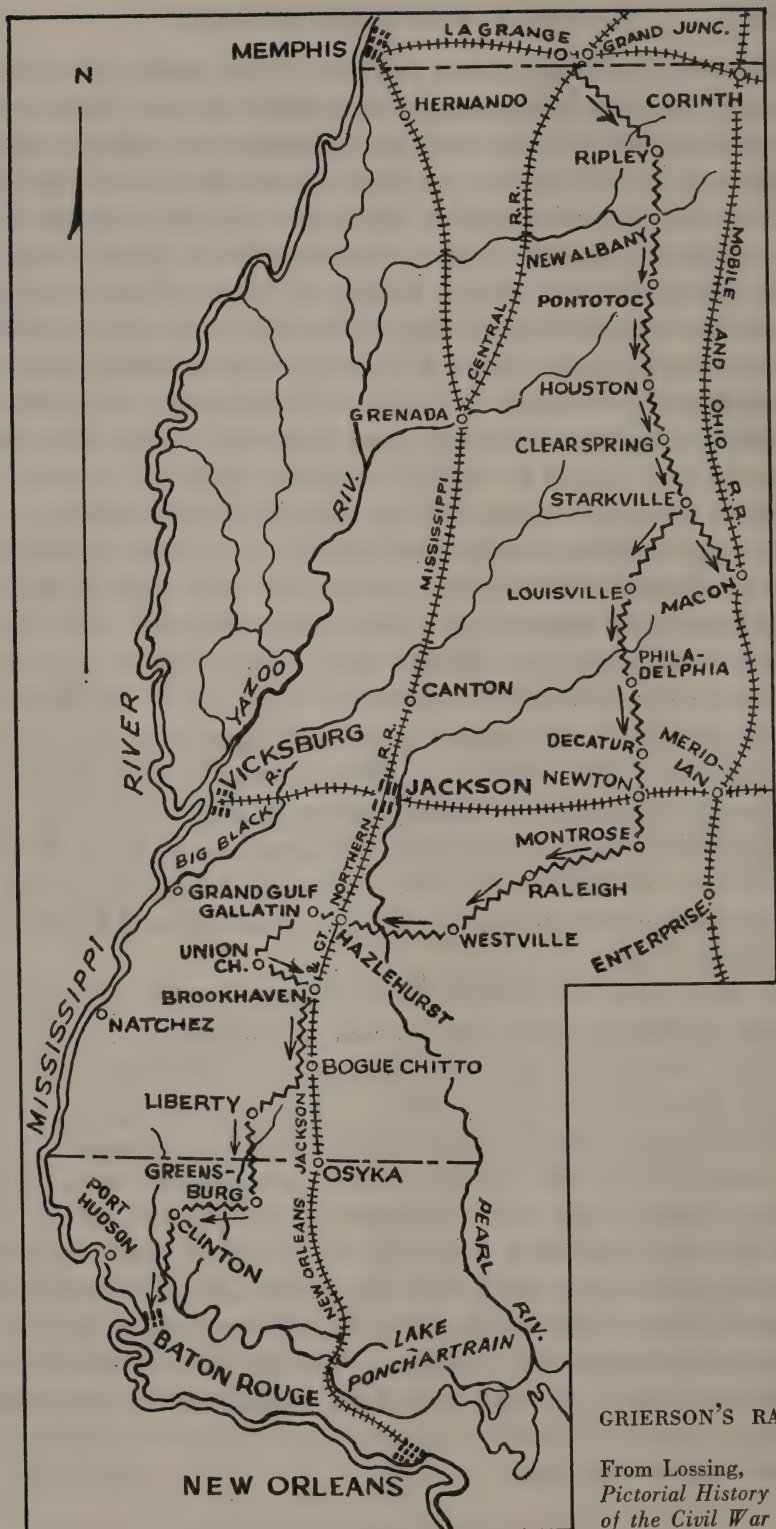 MEMPHIS
LAGRANGE
GRAND JUNC.
N
HERNANDO
CORINTH
RIPLEY
R.R.
NEW ALBANY
MOBILE AND OHIO R.R.
PONTOTOC
CENTRAL
HOUSTON
GRENADA
CLEAR SPRING
RIV.
STARKVILLE
MISSISSIPPI
LOUISVILLE
MACON
PHILA-
DELPHIA
YAZOO
CANTON
RIVER
VICKSBURG
R.R.
DECATUR
MERID-
IAN
JACKSON
NEWTON
BIG BLACK R.
MONTROSE
NORTHERN
GRAND GULF
GALLATIN
RALEIGH
WESTVILLE
UNION
CH.
& GT.
HAZLEHURST
ENTERPRISE
BROOKHAVEN
NATCHEZ
MISSISSIPPI
BOGUE CHITTO
LIBERTY
JACKSON
GREENS-
BURG
OSYKA
PORT
HUDSON
CLINTON
NEW ORLEANS
PEARL
RIV.
LAKE
PONCHARTRAIN
BATON ROUGE
NEW ORLEANS
GRIERSON'S RA
From Lossing,
Pictorial History
of the Civil War